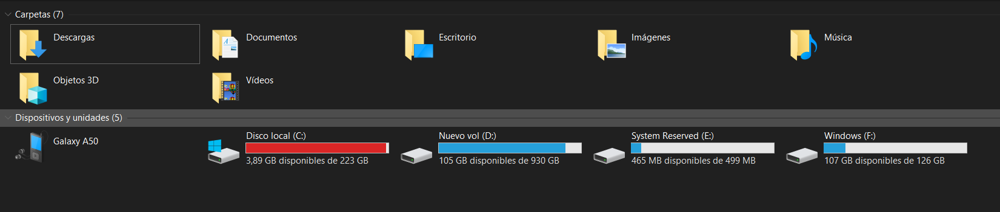 Carpetas (7)
Descargas
Documentos
Escritorio
Imágenes
Música
Objetos 3D
Vídeos
Dispositivos y unidades (5)
Galaxy A50
Disco local (C:)
3,89 GB disponibles de 223 GB
Nuevo vol (D:)
105 GB disponibles de 930 GB
System Reserved (E:)
465 MB disponibles de 499 MB
Windows (F:)
107 GB disponibles de 126 GB